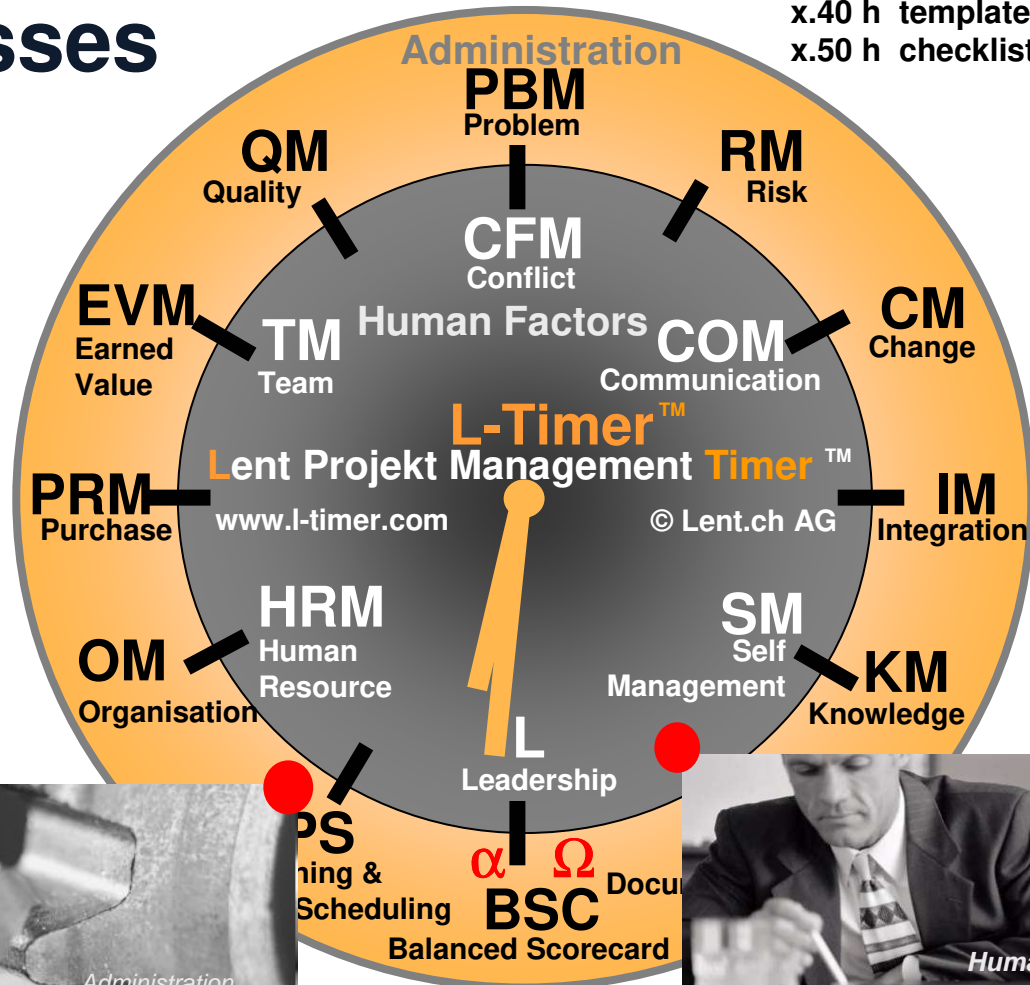 sses
x.40 h template
x.50 h checklist
Administration
PBM
Problem
QM
Quality
RM
Risk
CFM
Conflict
EVM
Earned
Value
TM
Team
Human Factors
COM
Communication
CM
Change
L-Timer™
Lent Projekt Management Timer ™
PRM
Purchase
www.l-timer.com
© Lent.ch AG
IM
Integration
HRM
Human
Resource
SM
Self
Management
OM
Organisation
KM
Knowledge
L
Leadership
PS
ning &
Scheduling
α Ω
BSC
Balanced Scorecard
Docu
Administration
Huma